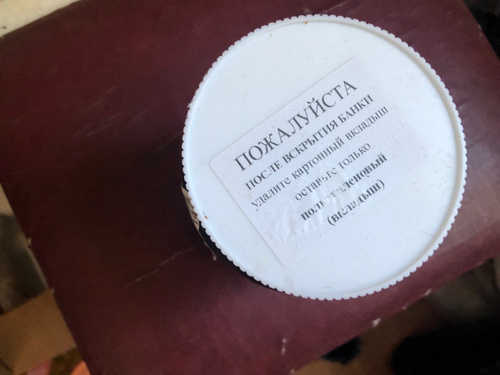 ПОЖАЛУЙСТА
ПОСЛЕ ВСКРЫТИЯ БАНКИ
удалите картонный вкладыш
оставьте только
(вкладыш)